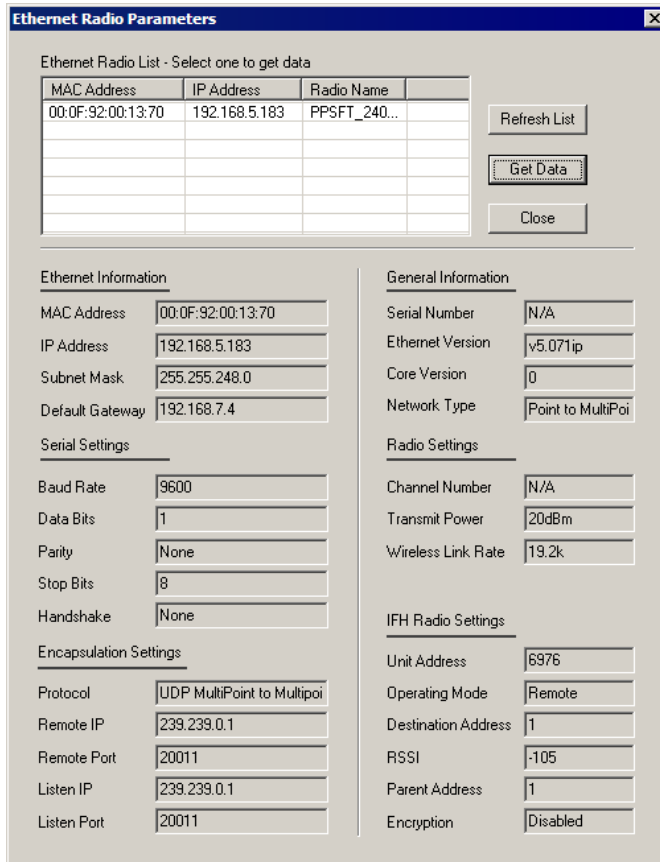 Ethernet Radio Parameters
Ethernet Radio List - Select one to get data
MAC Address IP Address Radio Name
00:0F:92:00:13:70 192.168.5.183 PPSFT_240...
Refresh List
Get Data
Close
Ethernet Information
MAC Address 00:0F:92:00:13:70
IP Address 192.168.5.183
Subnet Mask 255.255.248.0
Default Gateway 192.168.7.4
Serial Settings
Baud Rate 9600
Data Bits 1
Parity None
Stop Bits 8
Handshake None
Encapsulation Settings
Protocol UDP MultiPoint to Multipoi
Remote IP 239.239.0.1
Remote Port 20011
Listen IP 239.239.0.1
Listen Port 20011
General Information
Serial Number N/A
Ethernet Version v5.071ip
Core Version 0
Network Type Point to MultiPoi
Radio Settings
Channel Number N/A
Transmit Power 20dBm
Wireless Link Rate 19.2k
IFH Radio Settings
Unit Address 6976
Operating Mode Remote
Destination Address 1
RSSI -105
Parent Address 1
Encryption Disabled